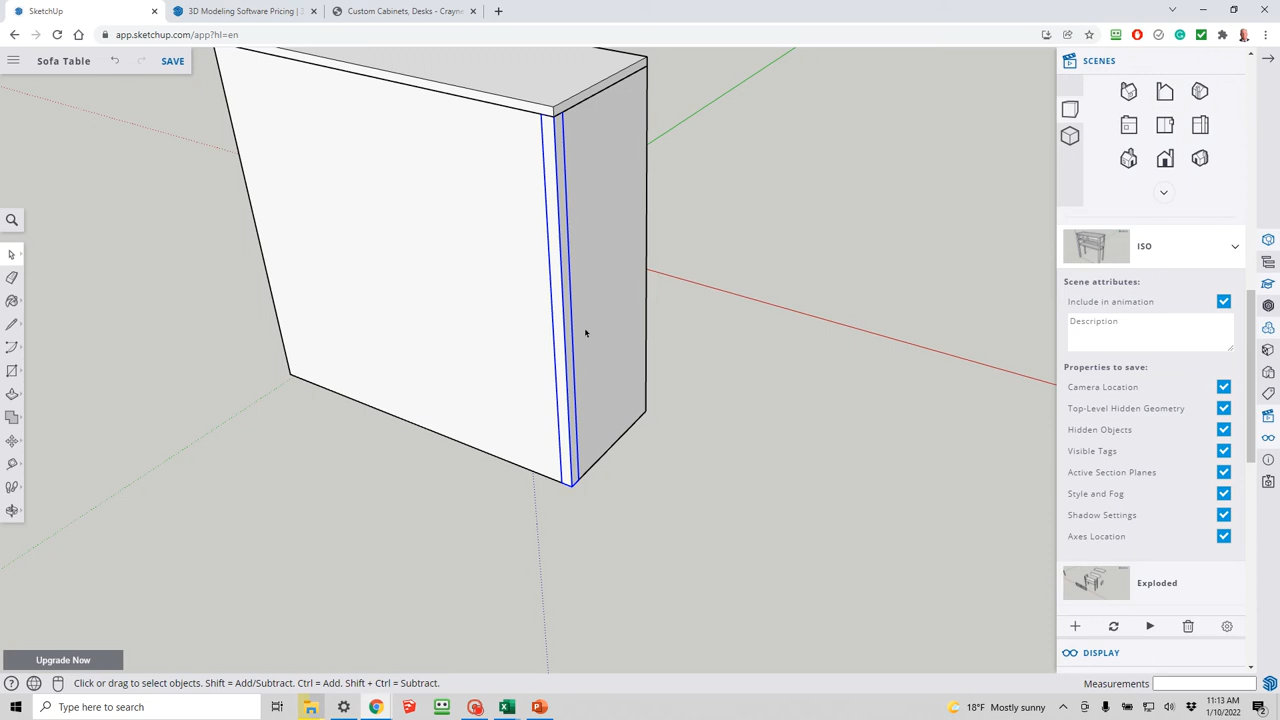 SketchUp
3D Modeling Software Pricing |
Custom Cabinets, Desks - Crayne
app.sketchup.com/app?hl=en
Sofa Table
SAVE
SCENES
ISO
Scene attributes:
Include in animation
Description
Properties to save:
Camera Location
Top-Level Hidden Geometry
Hidden Objects
Visible Tags
Active Section Planes
Style and Fog
Shadow Settings
Axes Location
Exploded
DISPLAY
Upgrade Now
Click or drag to select objects. Shift = Add/Subtract. Ctrl = Add. Shift + Ctrl = Subtract.
Measurements
Type here to search
18°F Mostly sunny
11:13 AM
1/10/2022